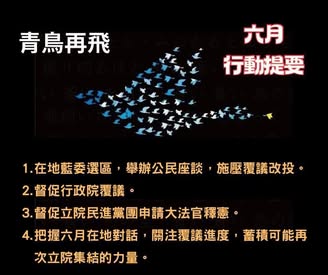 青鳥再飛
六月
行動提要
1.在地藍委選區，舉辦公民座談，施壓覆議改投。
2.督促行政院覆議。
3.督促立院民進黨團申請大法官釋憲。
4.把握六月在地對話，關注覆議進度，蓄積可能再
次立院集結的力量。